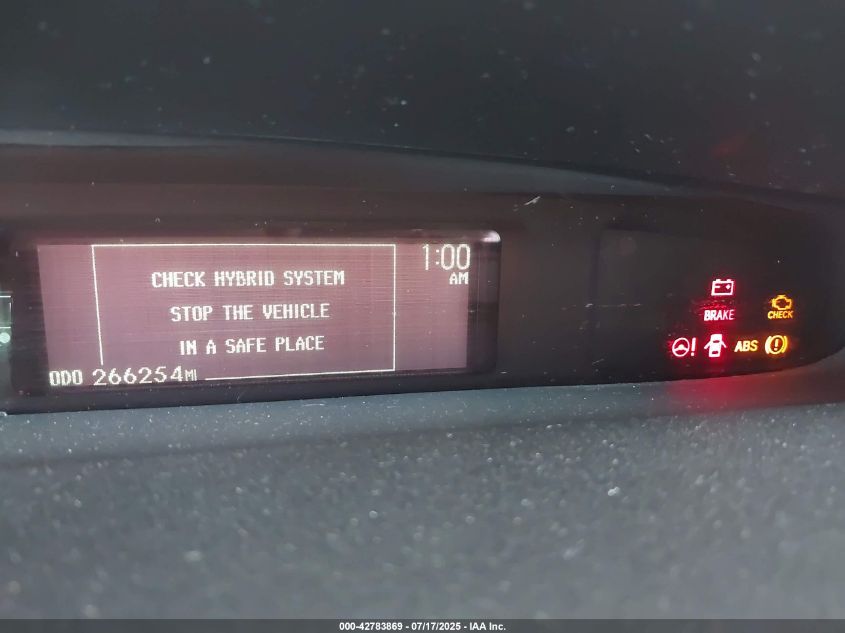 CHECK HYBRID SYSTEM
STOP THE VEHICLE
IN A SAFE PLACE
1:00
AM
ODO 266254MI
BRAKE
CHECK
ABS
000-42783869 - 07/17/2025 - IAA Inc.